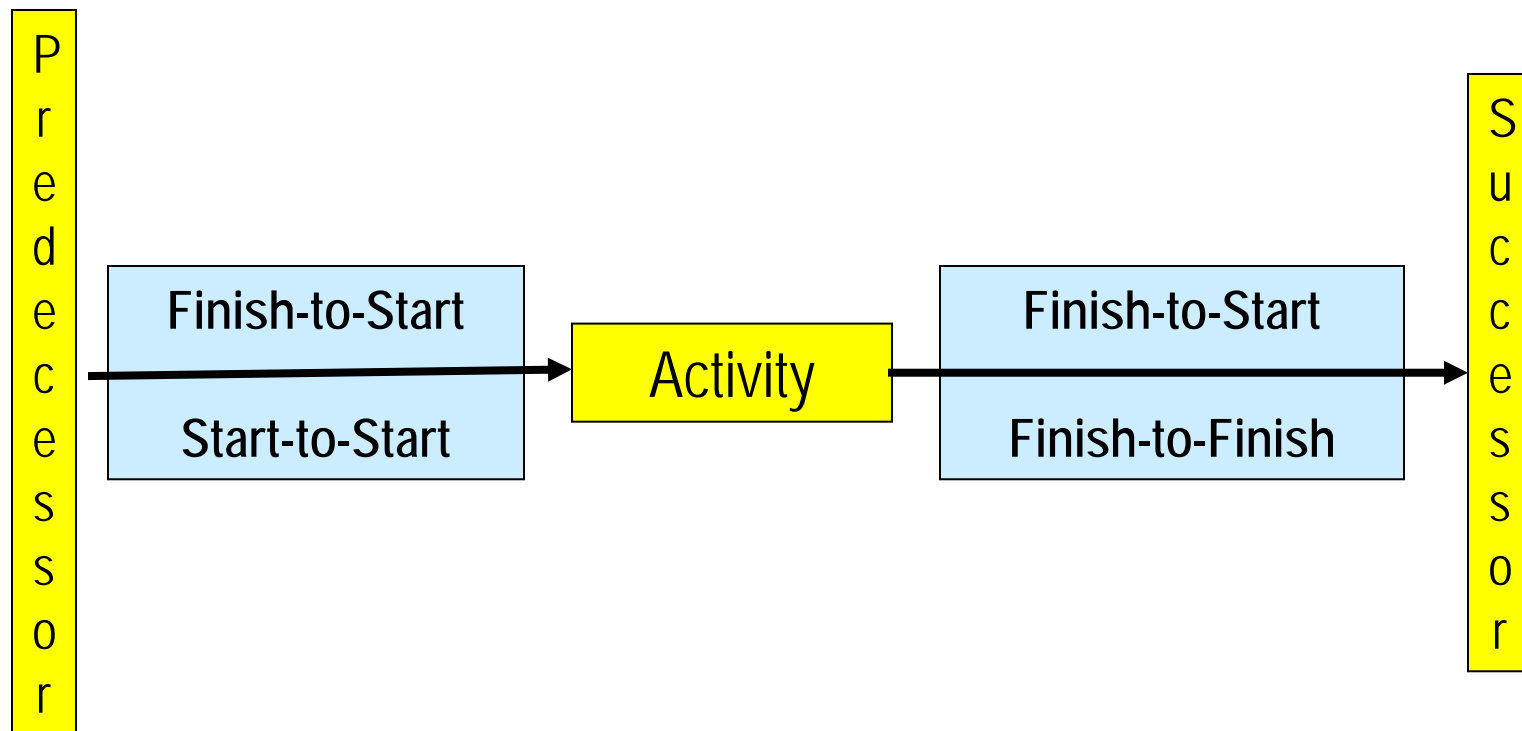 Predecessor
Finish-to-Start
Start-to-Start
Activity
Finish-to-Start
Finish-to-Finish
Successor